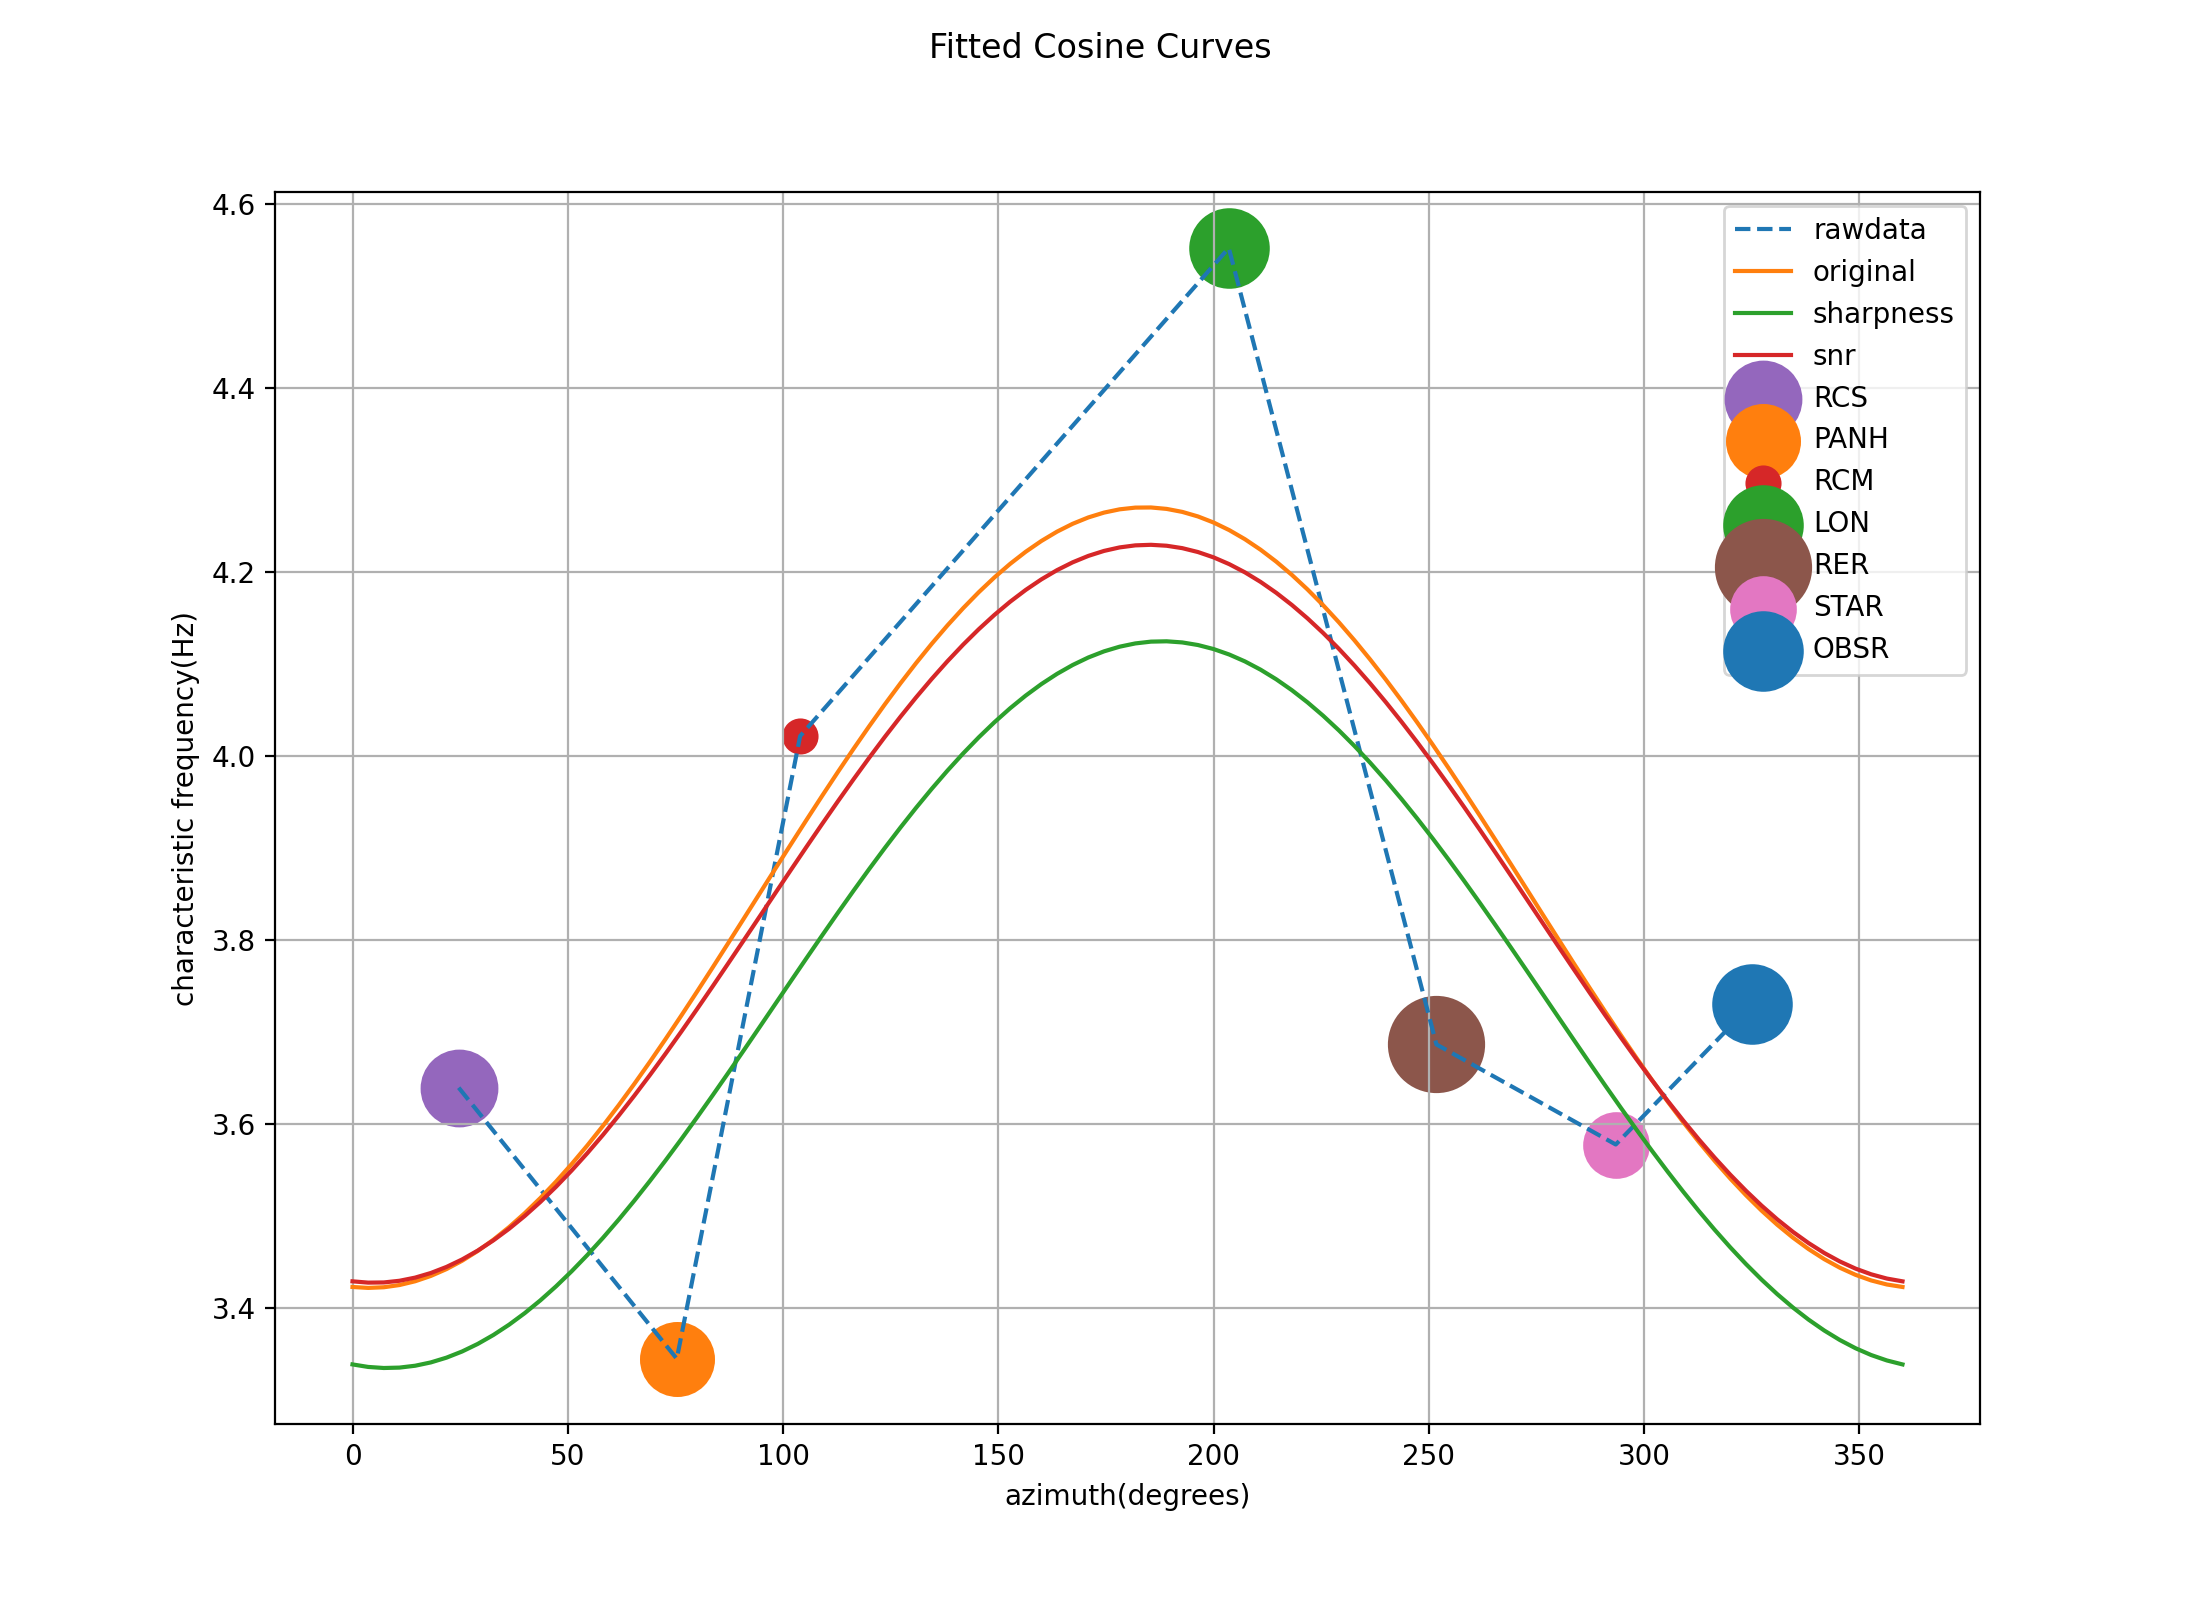 Fitted Cosine Curves
4.6
4.4
4.2
4.0
3.8
3.6
3.4
characteristic frequency(Hz)
rawdata
original
sharpness
snr
RCS
PANH
RCM
LON
RER
STAR
OBSR
0 50 100 150 200 250 300 350
azimuth(degrees)